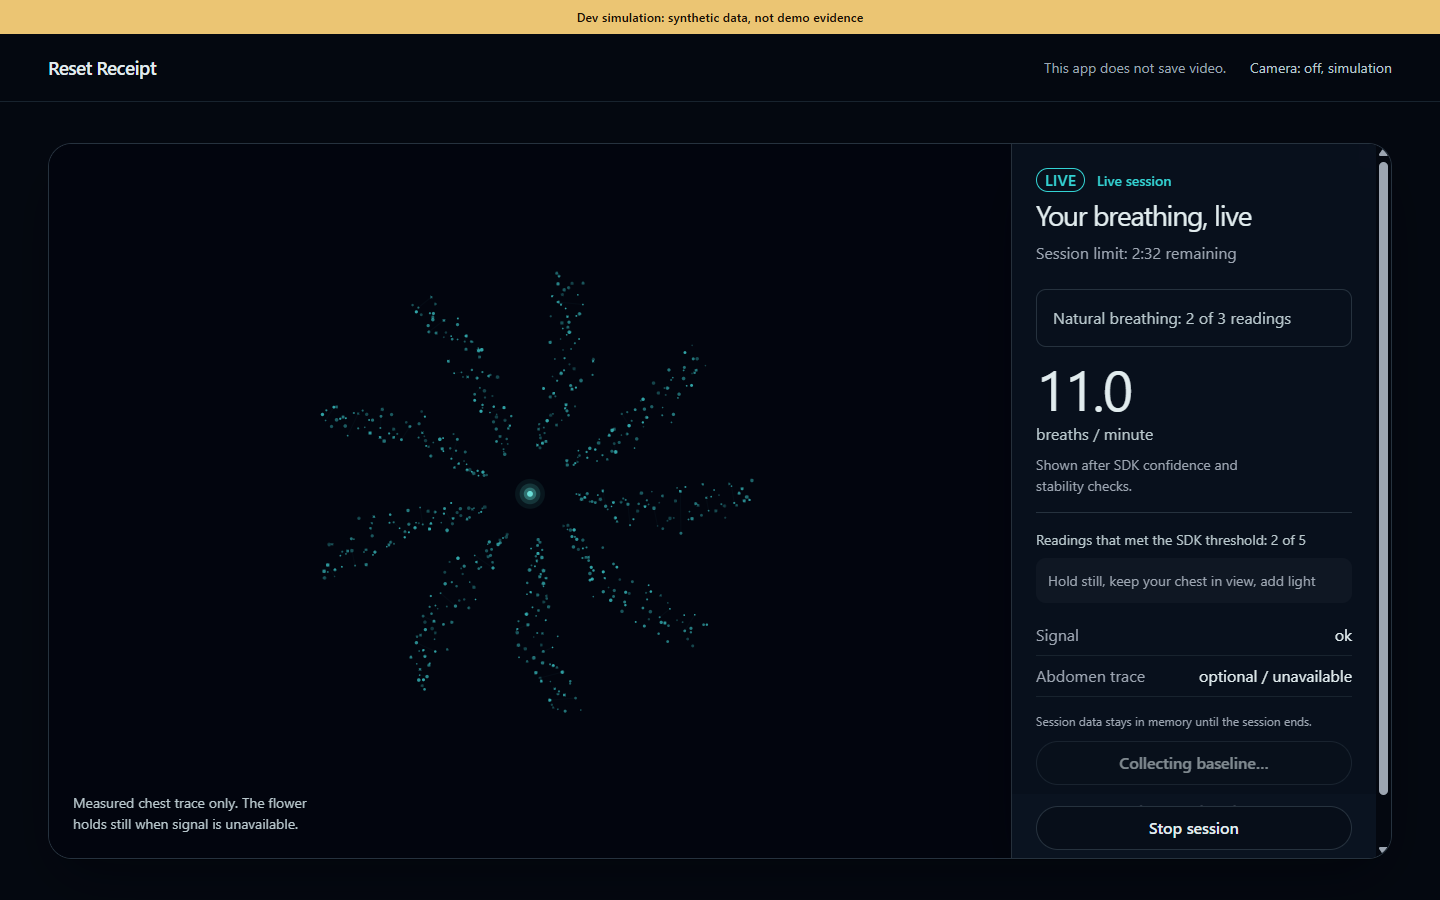 Dev simulation: synthetic data, not demo evidence
Reset Receipt
This app does not save video.
Camera: off, simulation
LIVE
Live session
Your breathing, live
Session limit: 2:32 remaining
Natural breathing: 2 of 3 readings
11.0
breaths / minute
Shown after SDK confidence and
stability checks.
Readings that met the SDK threshold: 2 of 5
Hold still, keep your chest in view, add light
Signal
ok
Abdomen trace
optional / unavailable
Session data stays in memory until the session ends.
Collecting baseline...
Stop session
Measured chest trace only. The flower
holds still when signal is unavailable.